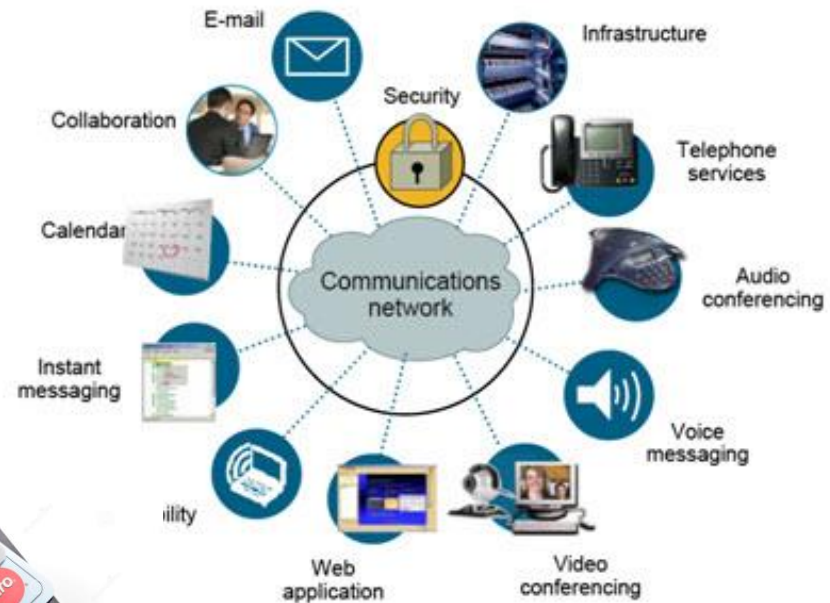 E-mail
Infrastructure
Security
Collaboration
Telephone
services
Calendar
Communications
network
Audio
conferencing
Instant
messaging
Voice
messaging
ility
Web
application
Video
conferencing